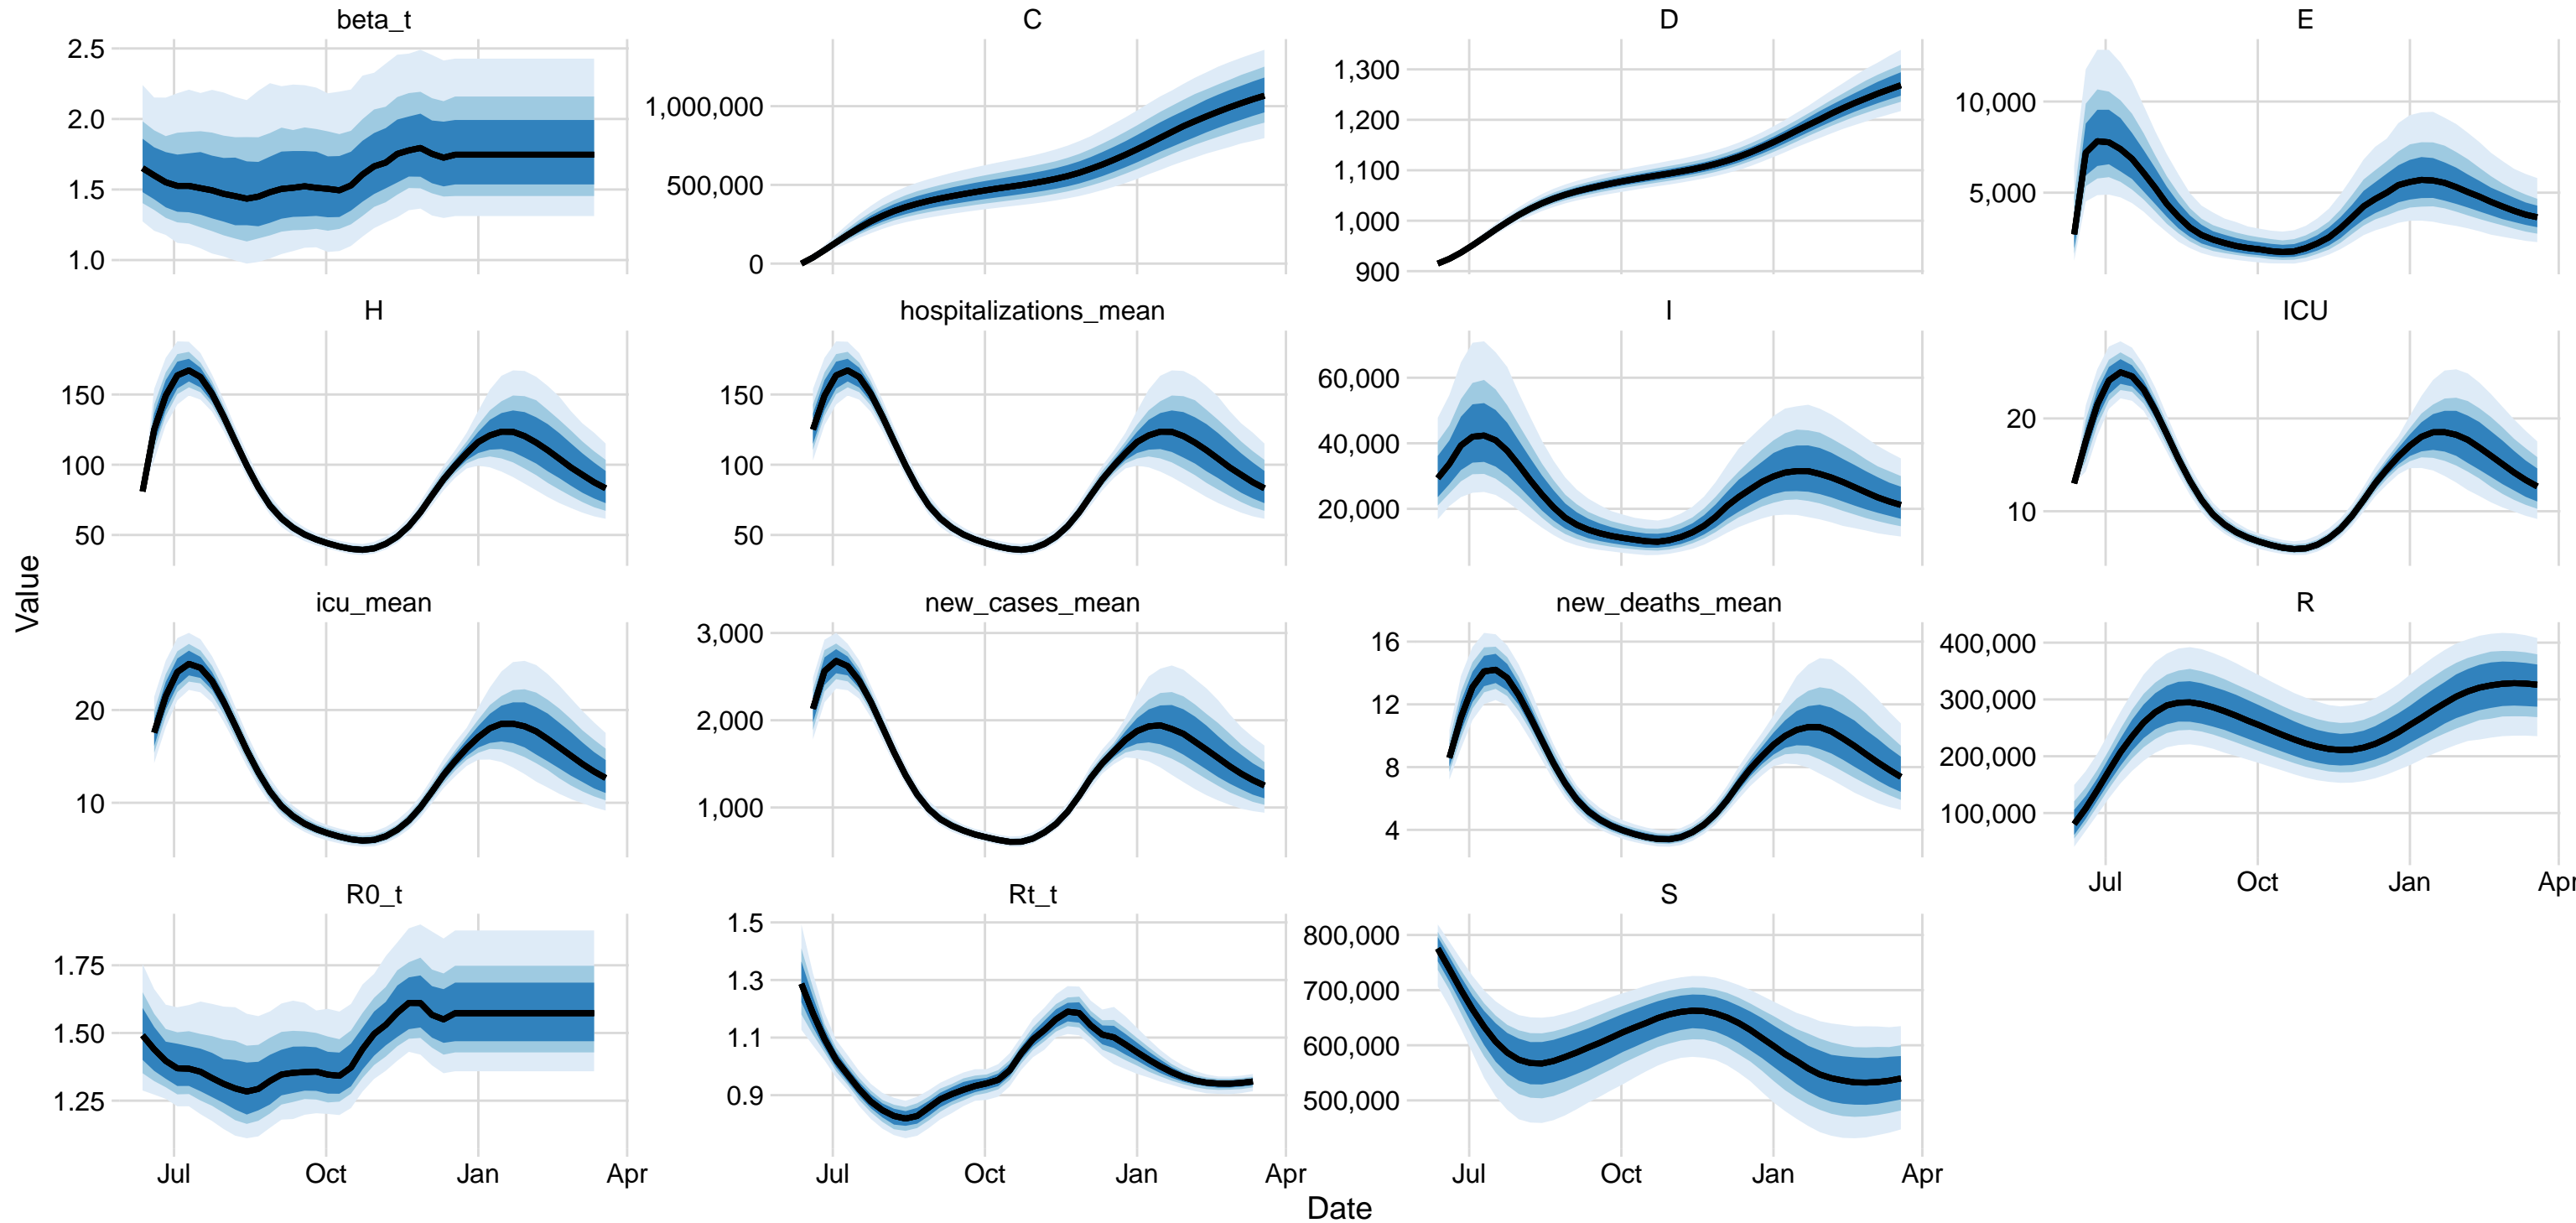 beta_t
C
D
E
2.5
2.0
1.5
1.0
1,000,000
500,000
0
1,300
1,200
1,100
1,000
900
10,000
5,000
H
hospitalizations_mean
I
ICU
150
100
50
150
100
50
60,000
40,000
20,000
20
10
Value
icu_mean
new_cases_mean
new_deaths_mean
R
20
10
3,000
2,000
1,000
16
12
8
4
400,000
300,000
200,000
100,000
Jul Oct Jan Apr
R0_t
Rt_t
S
1.75
1.50
1.25
1.5
1.3
1.1
0.9
800,000
700,000
600,000
500,000
Jul Oct Jan Apr
Jul Oct Jan Apr
Jul Oct Jan Apr
Date